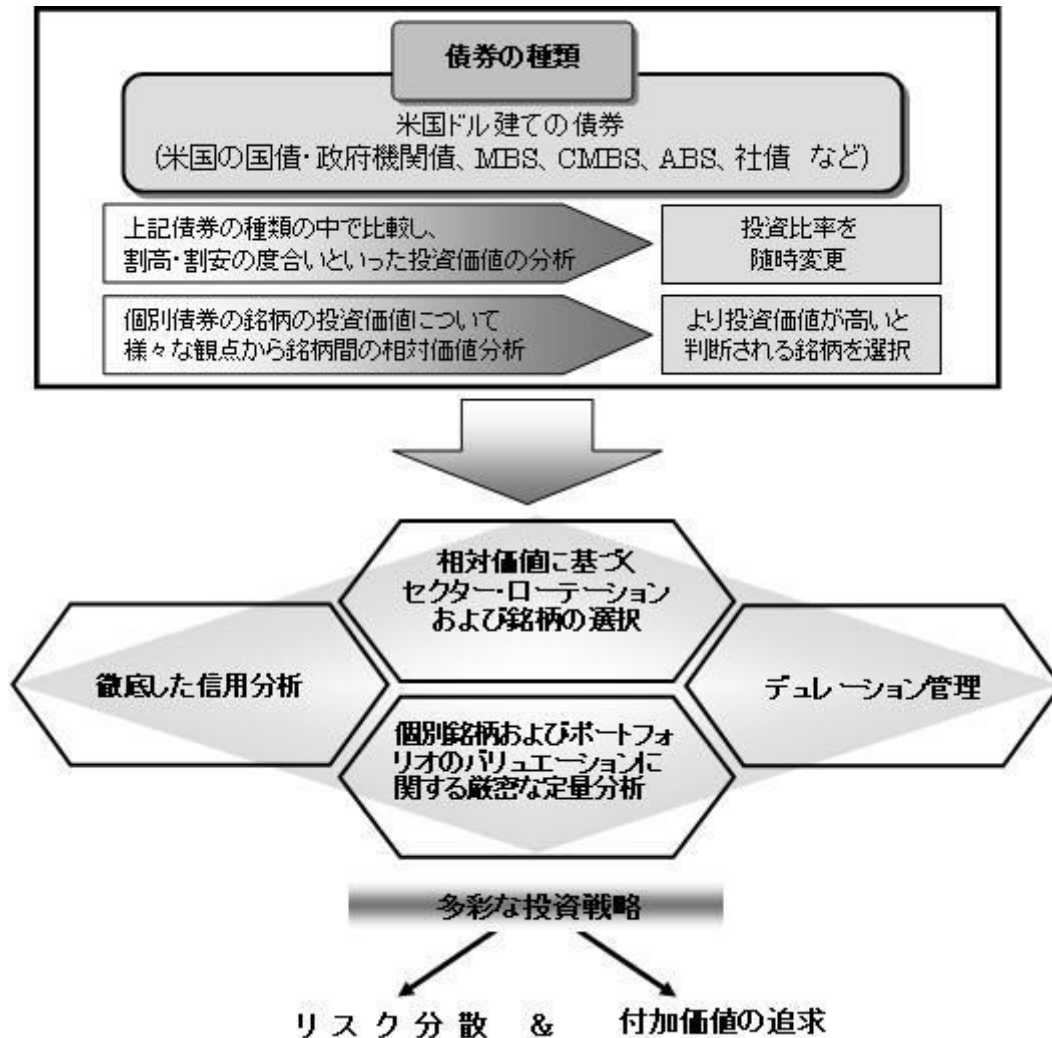 債券の種類
米国ドル建ての債券
(米国の国債・政府機関債、MBS、CMBS、ABS、社債 など)
上記債券の種類の中で比較し、
割高・割安の度合いといった投資価値の分析
投資比率を
随時変更
個別債券の銘柄の投資価値について
様々な観点から銘柄間の相対価値分析
より投資価値が高いと
判断される銘柄を選択
相対価値に基づく
セクター・ローテーション
および銘柄の選択
徹底した信用分析
デュレーション管理
個別銘柄およびポートフォ
リオのバリュエーションに
関する厳密な定量分析
多彩な投資戦略
リスク分散 & 付加価値の追求